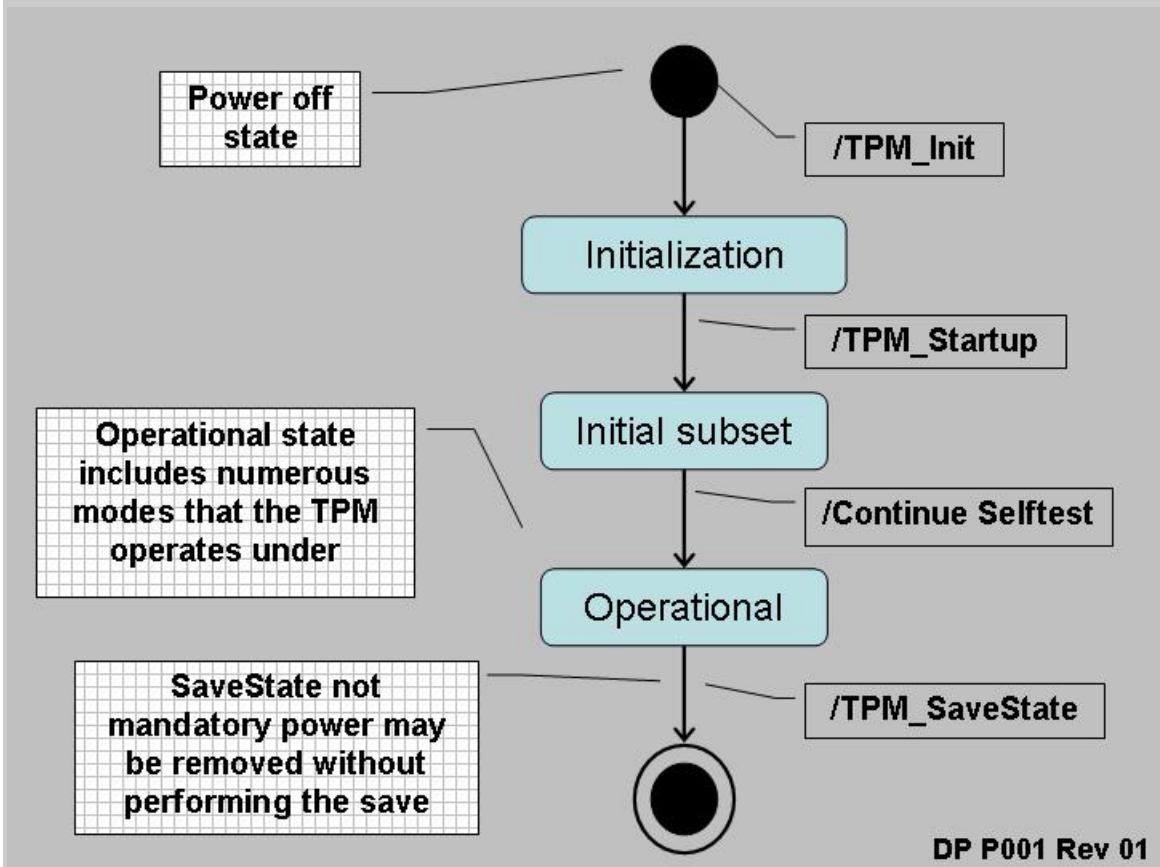 Power off
state
/TPM_Init
Initialization
/TPM_Startup
Operational state
includes numerous
modes that the TPM
operates under
Initial subset
/Continue Selftest
Operational
SaveState not
mandatory power may
be removed without
performing the save
/TPM_SaveState
DP P001 Rev 01